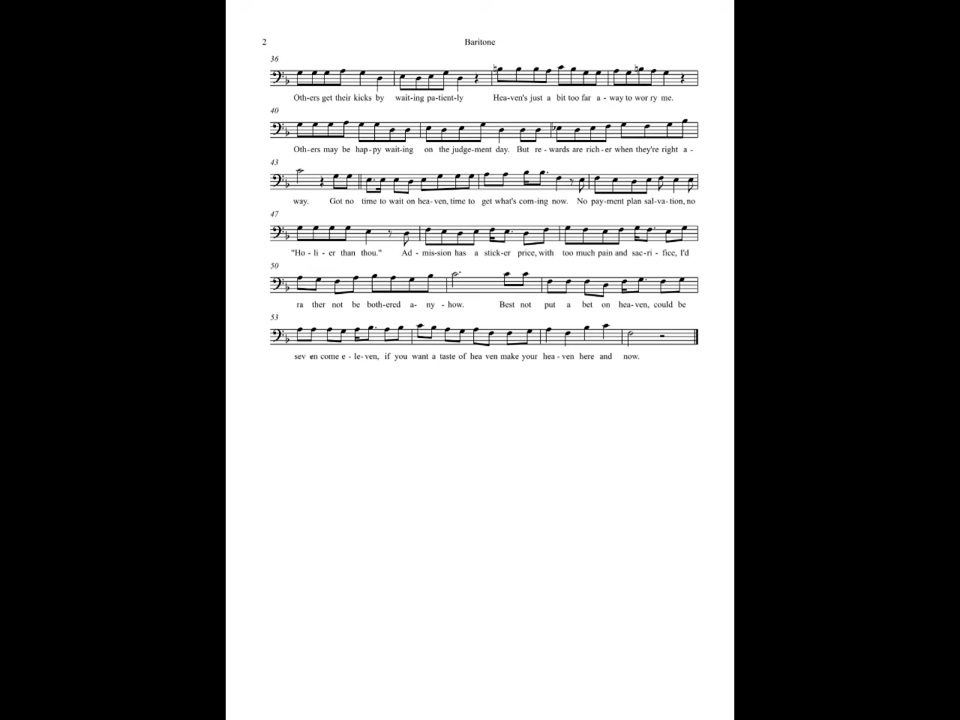 2
Baritone
36
Oth-ers get their kicks by wait-ing pa-tient-ly Heav-en's just a bit too far a - way to wor ry me.
40
Oth-ers may be hap-py wait-ing on the judge-ment day. But re - wards are rich - er when they're right a -
43
way. Got no time to wait on hea-ven, time to get what's com-ing now. No pay-ment plan sal-va-tion, no
47
"Ho - li - er than thou." Ad - mis-sion has a stick-er price, with too much pain and sac-ri - fice, I'd
50
ra ther not be both-ered a- ny - how. Best not put a bet on hea-ven, could be
53
sev en come e - le-ven, if you want a taste of hea ven make your hea - ven here and now.